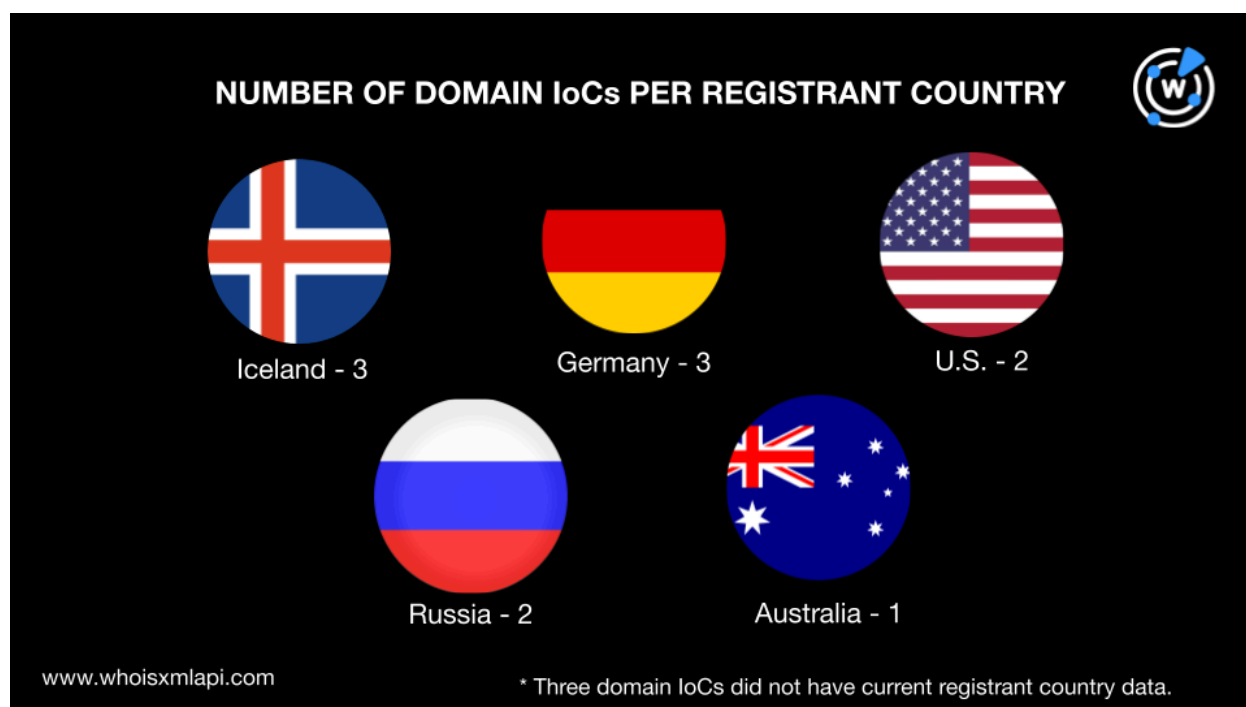 NUMBER OF DOMAIN IoCs PER REGISTRANT COUNTRY
W
Iceland - 3
Germany - 3
U.S. - 2
Russia - 2
Australia - 1
www.whoisxmlapi.com
* Three domain IoCs did not have current registrant country data.